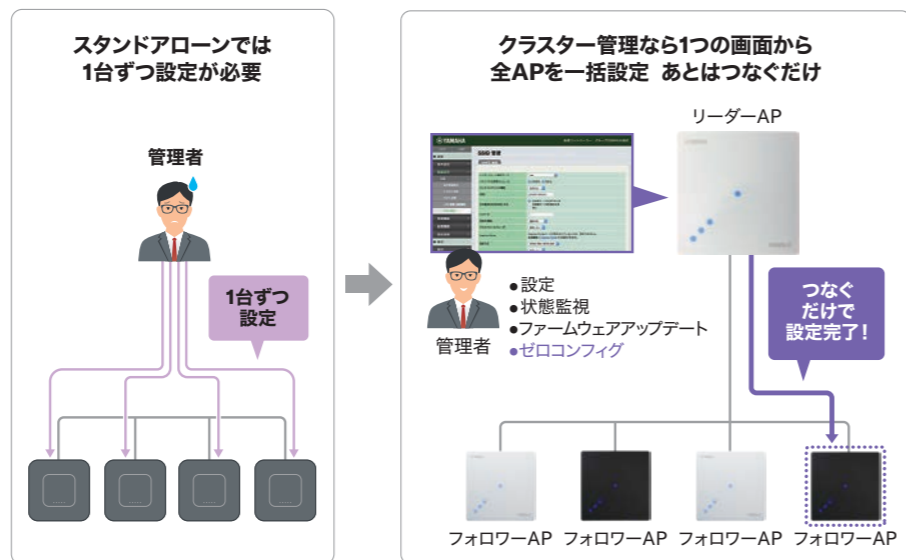 スタンドアローンでは
1台ずつ設定が必要
管理者
1台ずつ
設定
クラスター管理なら1つの画面から
全APを一括設定 あとはつなぐだけ
リーダーAP
YAMAHA
管理者
●設定
●状態監視
●ファームウェアアップデート
●ゼロコンフィグ
つなぐ
だけで
設定完了!
フォロワーAP
フォロワーAP
フォロワーAP
フォロワーAP